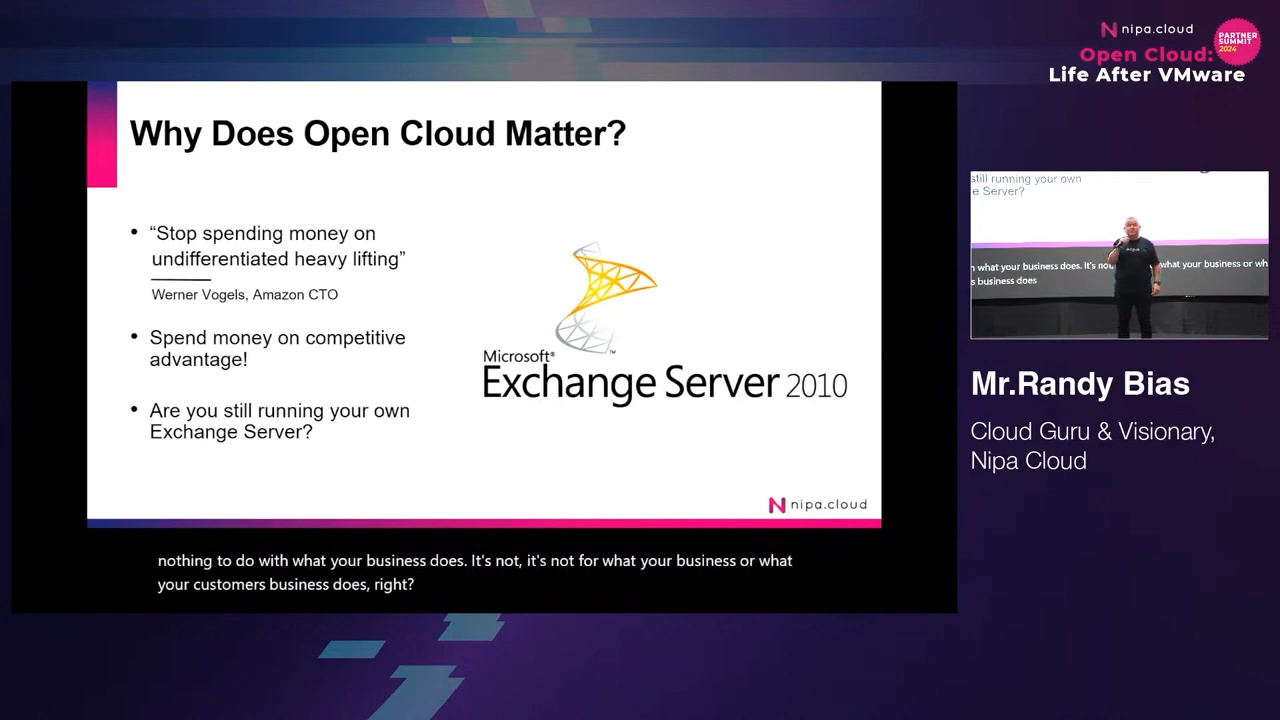 nipa.cloud
PARTNER
SUMMIT
2024
Open Cloud:
Life After VMware
Why Does Open Cloud Matter?
• “Stop spending money on
undifferentiated heavy lifting”
Werner Vogels, Amazon CTO
• Spend money on competitive
advantage!
• Are you still running your own
Exchange Server?
Microsoft®
Exchange Server 2010
™
nipa.cloud
nothing to do with what your business does. It's not, it's not for what your business or what
your customers business does, right?
still running your own
e Server?
what your business does. It's not
what your business or wh
s business does
nipa
Mr.Randy Bias
Cloud Guru & Visionary,
Nipa Cloud